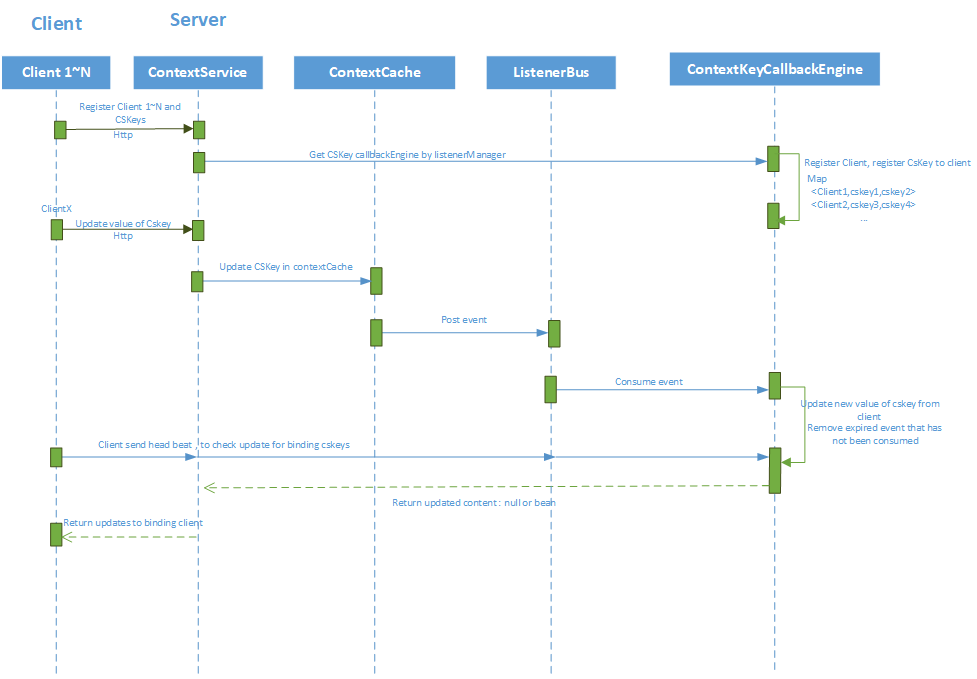 Client
Server
Client 1~N
ContextService
ContextCache
ListenerBus
ContextKeyCallbackEngine
Register Client 1~N and
CSKeys
Http
Get CSKey callbackEngine by listenerManager
Register Client, register CsKey to client
Map
<Client1,cskey1,cskey2>
<Client2,cskey3,cskey4>
...
ClientX
Update value of Cskey
Http
Update CSKey in contextCache
Post event
Consume event
Update new value of cskey from
client
Remove expired event that has
not been consumed
Client send head beat , to check update for binding cskeys
Return updated content : null or bean
Return updates to binding client